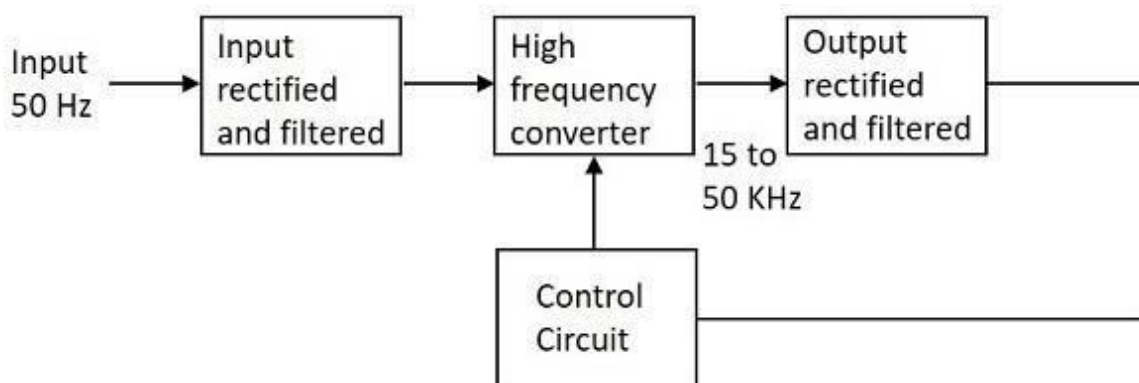 Input
50 Hz
Input
rectified
and filtered
High
frequency
converter
15 to
50 KHz
Output
rectified
and filtered
Control
Circuit